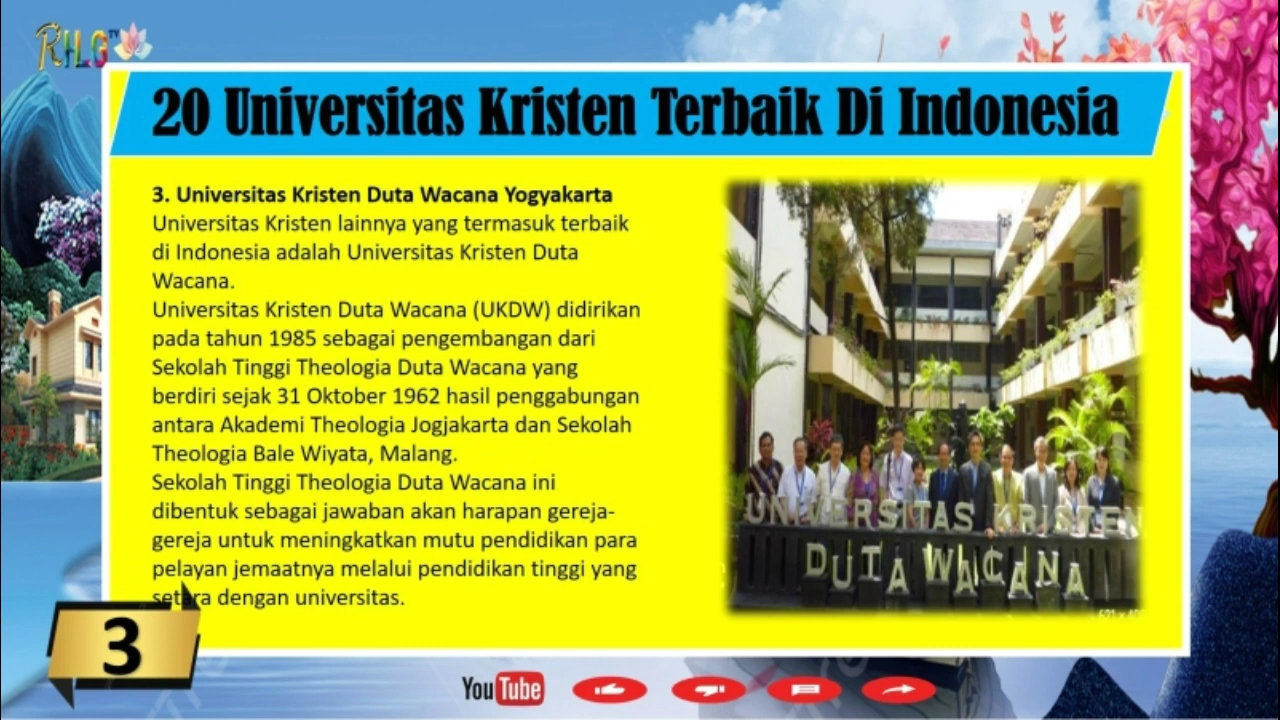 RHLG TV
20 Universitas Kristen Terbaik Di Indonesia
3. Universitas Kristen Duta Wacana Yogyakarta
Universitas Kristen lainnya yang termasuk terbaik
di Indonesia adalah Universitas Kristen Duta
Wacana.
Universitas Kristen Duta Wacana (UKDW) didirikan
pada tahun 1985 sebagai pengembangan dari
Sekolah Tinggi Theologia Duta Wacana yang
berdiri sejak 31 Oktober 1962 hasil penggabungan
antara Akademi Theologia Jogjakarta dan Sekolah
Theologia Bale Wiyata, Malang.
Sekolah Tinggi Theologia Duta Wacana ini
dibentuk sebagai jawaban akan harapan gereja-
gereja untuk meningkatkan mutu pendidikan para
pelayan jemaatnya melalui pendidikan tinggi yang
setara dengan universitas.
UNIVERSITAS KRISTEN
DUTA WACANA
3
YouTube